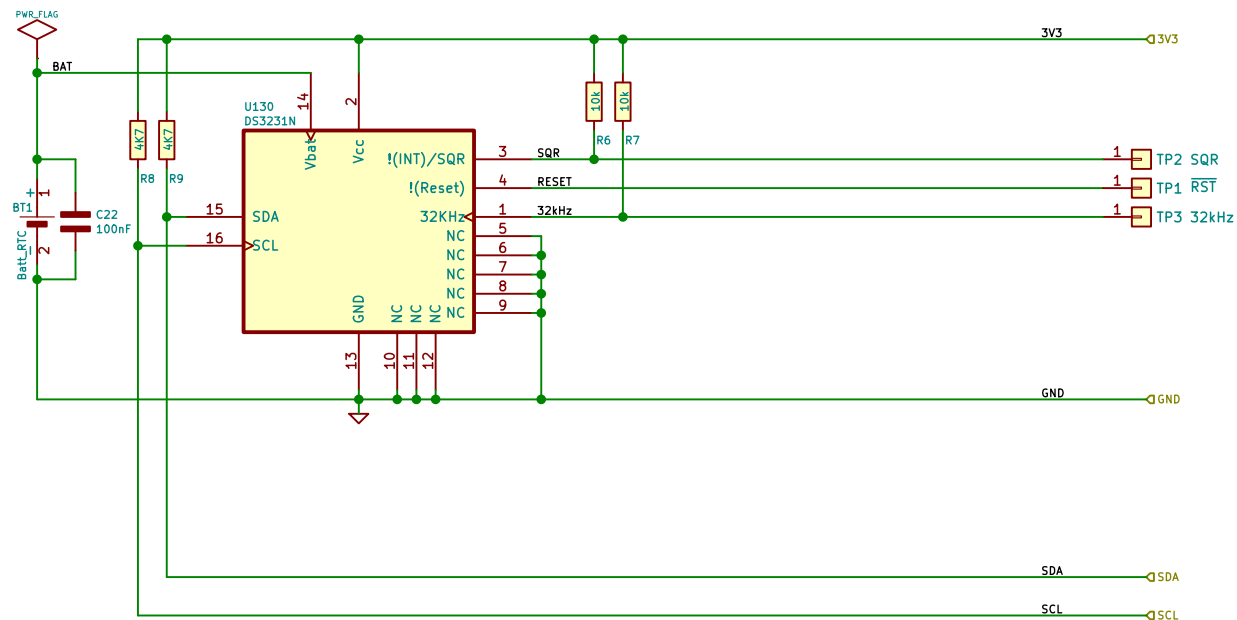 PWR_FLAG
3V3
3V3
BAT
14
2
U130
DS3231N
10k
10k
R6
R7
4K7
4K7
R8
R9
Vbat
Vcc
!(INT)/SQR
3
SQR
1
TP2 SQR
!(Reset)
4
RESET
1
TP1 RST
32KHz
1
32kHz
1
TP3 32kHz
15
SDA
16
SCL
NC
5
NC
6
NC
7
NC
8
NC
9
+
1
BT1
2
Batt_RTC
C22
100nF
GND
NC
NC
NC
13
10
11
12
GND
GND
SDA
SDA
SCL
SCL